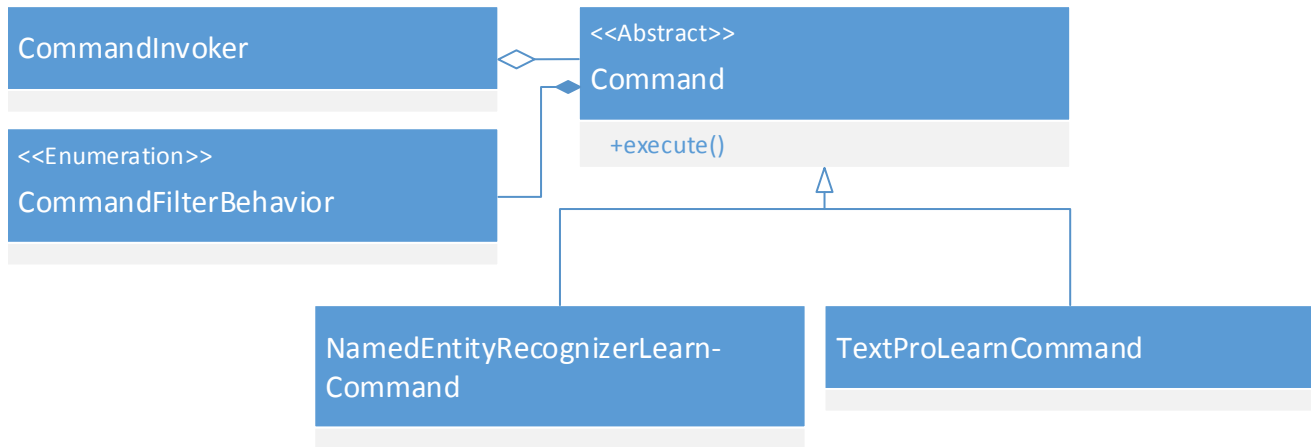 CommandInvoker
<<Abstract>>
Command
+execute()
<<Enumeration>>
CommandFilterBehavior
NamedEntityRecognizerLearn-
Command
TextProLearnCommand